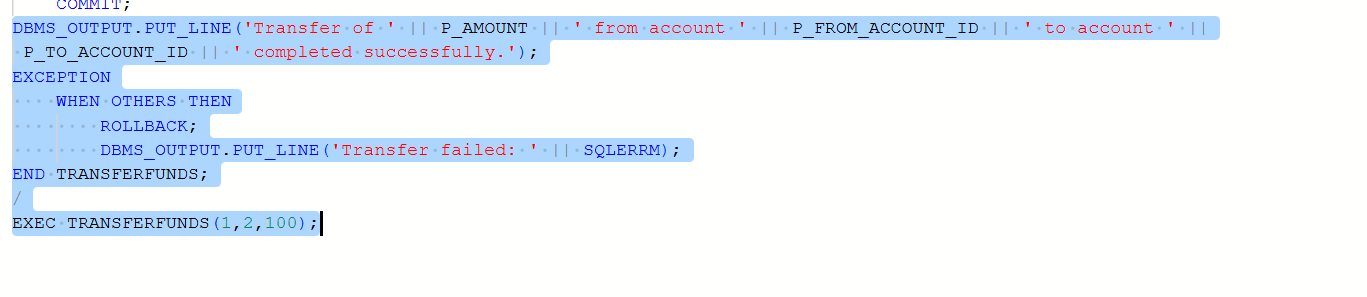 COMMIT;
DBMS_OUTPUT.PUT_LINE('Transfer of ' || P_AMOUNT || ' from account ' || P_FROM_ACCOUNT_ID || ' to account ' ||
P_TO_ACCOUNT_ID || ' completed successfully.');
EXCEPTION
    WHEN OTHERS THEN
        ROLLBACK;
        DBMS_OUTPUT.PUT_LINE('Transfer failed: ' || SQLERRM);
END TRANSFERFUNDS;
/
EXEC TRANSFERFUNDS(1,2,100);